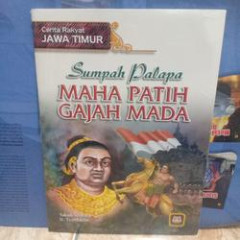 Cerita Rakyat
JAWA TIMUR
Sumpah Palapa
MAHA PATIH
GAJAH MADA